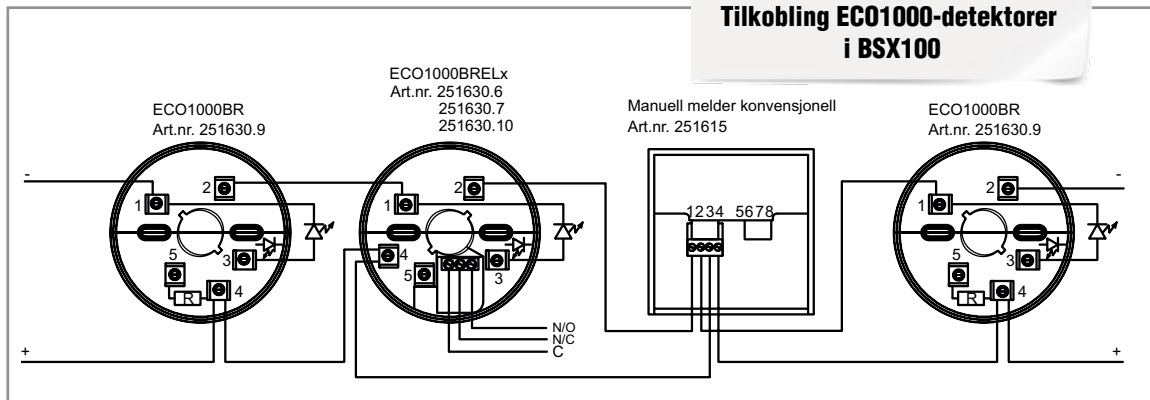 Tilkobling ECO1000-detektorer
i BSX100
ECO1000BR
Art.nr. 251630.9
ECO1000BRELx
Art.nr. 251630.6
251630.7
251630.10
Manuell melder konvensjonell
Art.nr. 251615
ECO1000BR
Art.nr. 251630.9
-
+
1
2
3
4
5
R
1
2
3
4
5
N/O
N/C
C
1234 5678
1
2
3
4
5
R
-
+